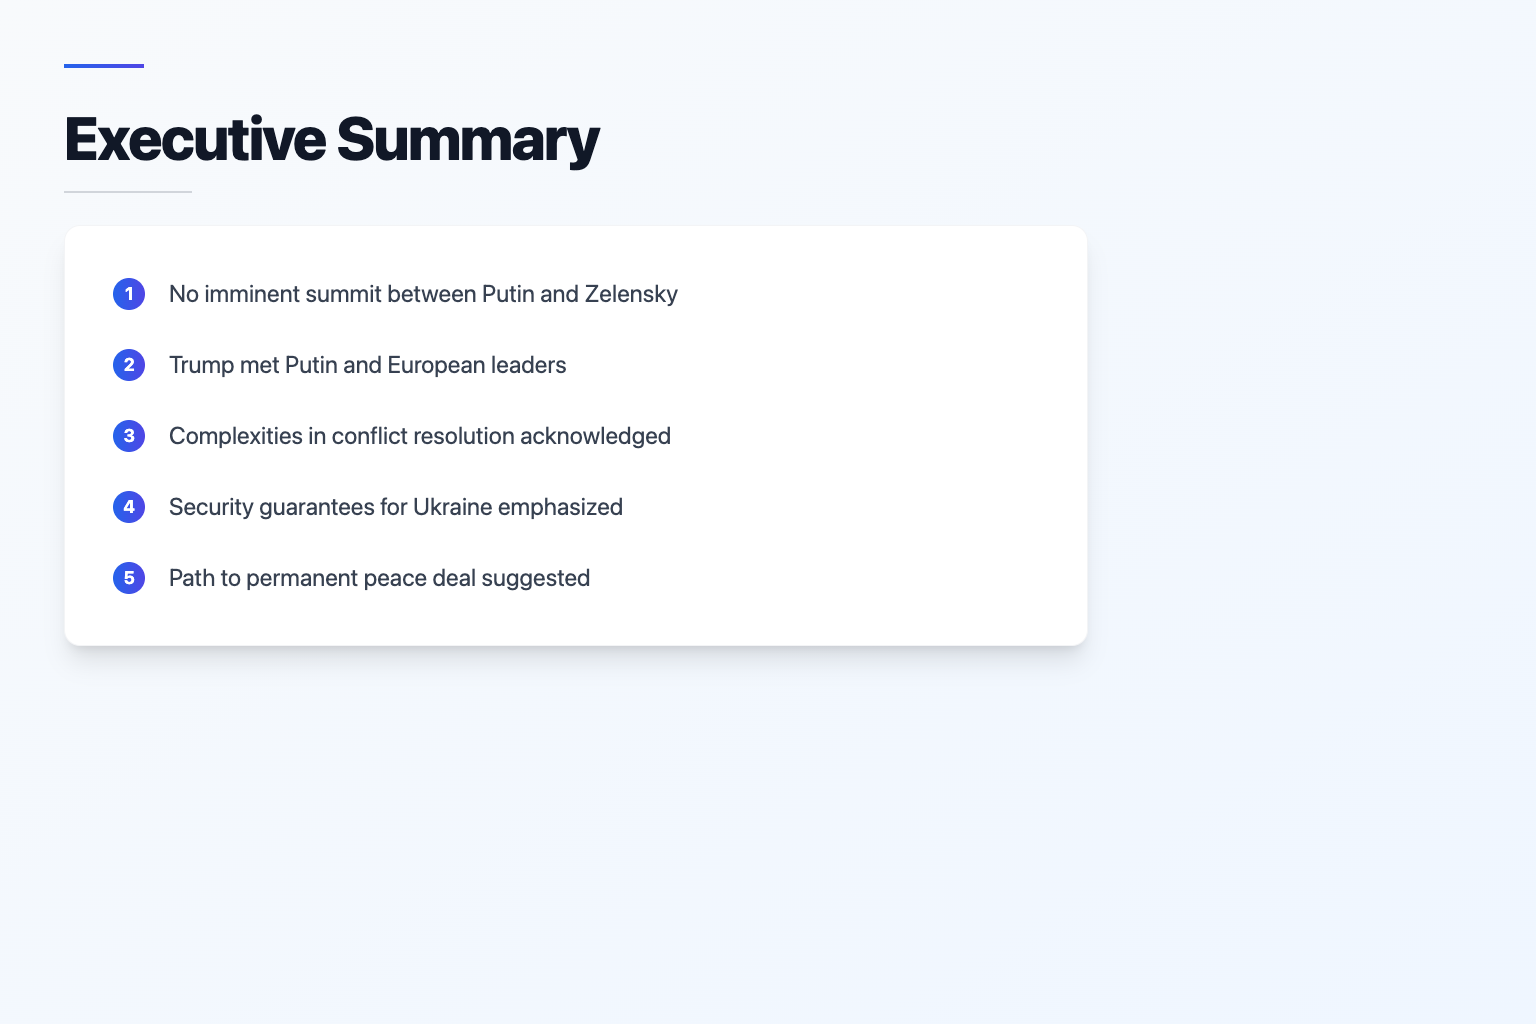 Executive Summary
1 No imminent summit between Putin and Zelensky
2 Trump met Putin and European leaders
3 Complexities in conflict resolution acknowledged
4 Security guarantees for Ukraine emphasized
5 Path to permanent peace deal suggested